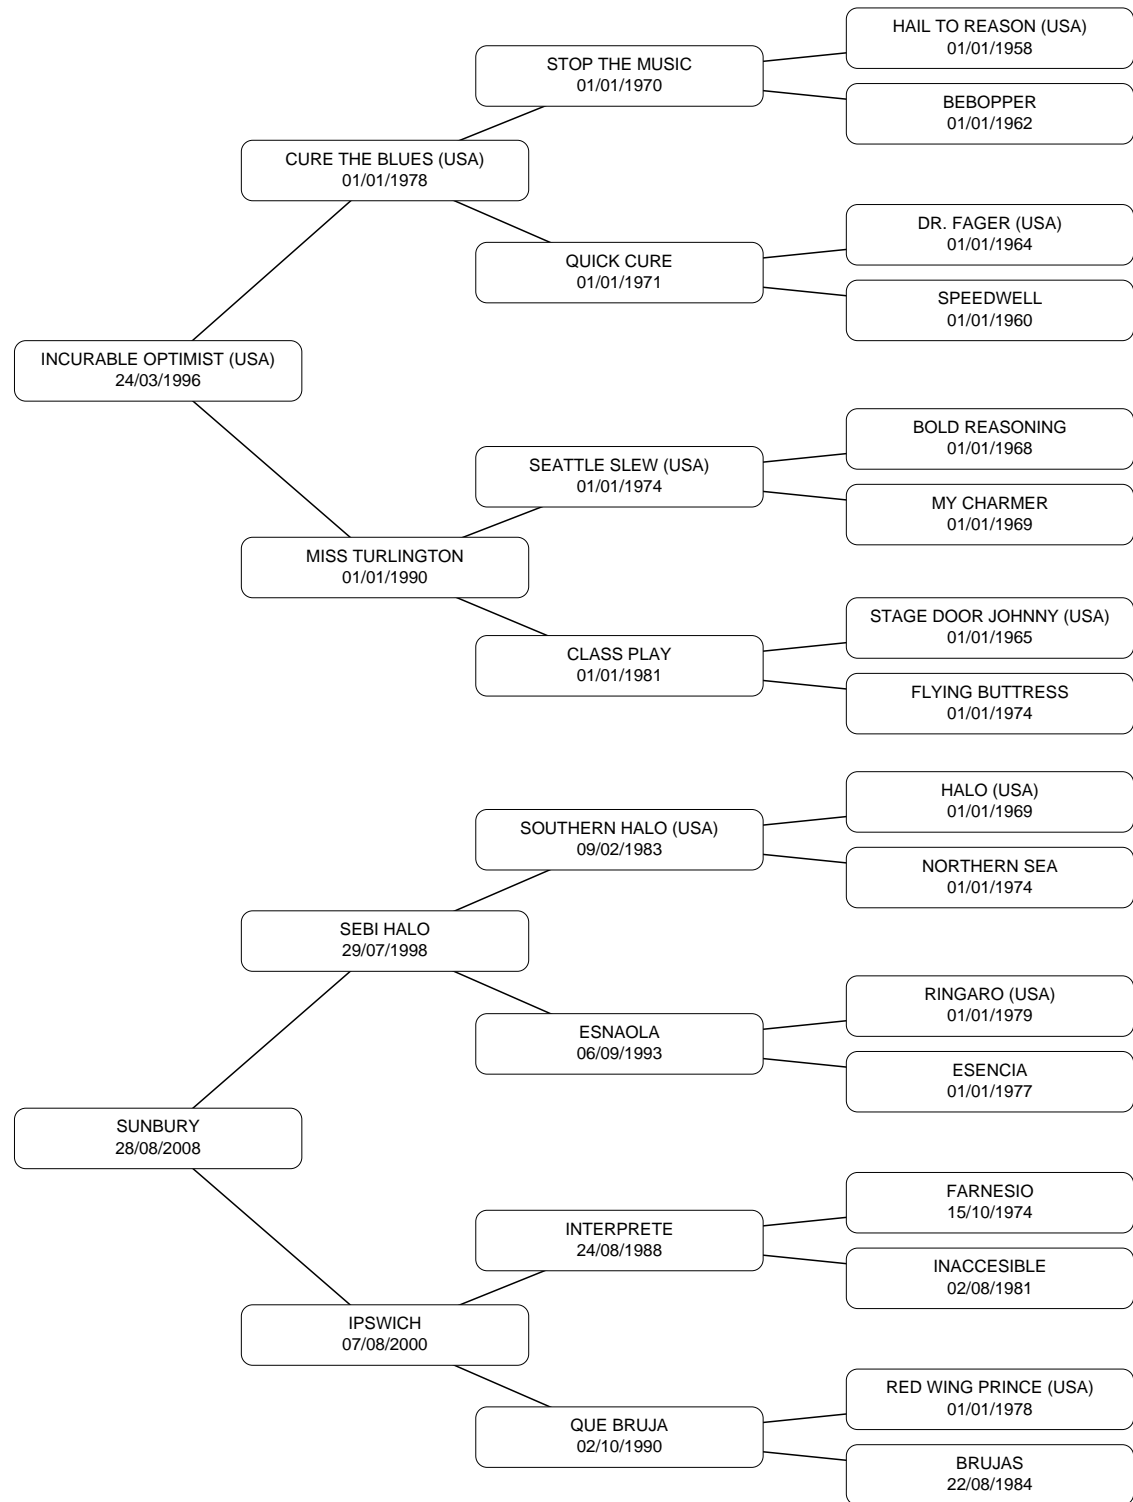 HAIL TO REASON (USA)
01/01/1958
STOP THE MUSIC
01/01/1970
BEBOPPER
01/01/1962
CURE THE BLUES (USA)
01/01/1978
DR. FAGER (USA)
01/01/1964
QUICK CURE
01/01/1971
SPEEDWELL
01/01/1960
INCURABLE OPTIMIST (USA)
24/03/1996
BOLD REASONING
01/01/1968
SEATTLE SLEW (USA)
01/01/1974
MY CHARMER
01/01/1969
MISS TURLINGTON
01/01/1990
STAGE DOOR JOHNNY (USA)
01/01/1965
CLASS PLAY
01/01/1981
FLYING BUTTRESS
01/01/1974
HALO (USA)
01/01/1969
SOUTHERN HALO (USA)
09/02/1983
NORTHERN SEA
01/01/1974
SEBI HALO
29/07/1998
RINGARO (USA)
01/01/1979
ESNAOLA
06/09/1993
ESENCIA
01/01/1977
SUNBURY
28/08/2008
FARNESIO
15/10/1974
INTERPRETE
24/08/1988
INACCESIBLE
02/08/1981
IPSWICH
07/08/2000
RED WING PRINCE (USA)
01/01/1978
QUE BRUJA
02/10/1990
BRUJAS
22/08/1984